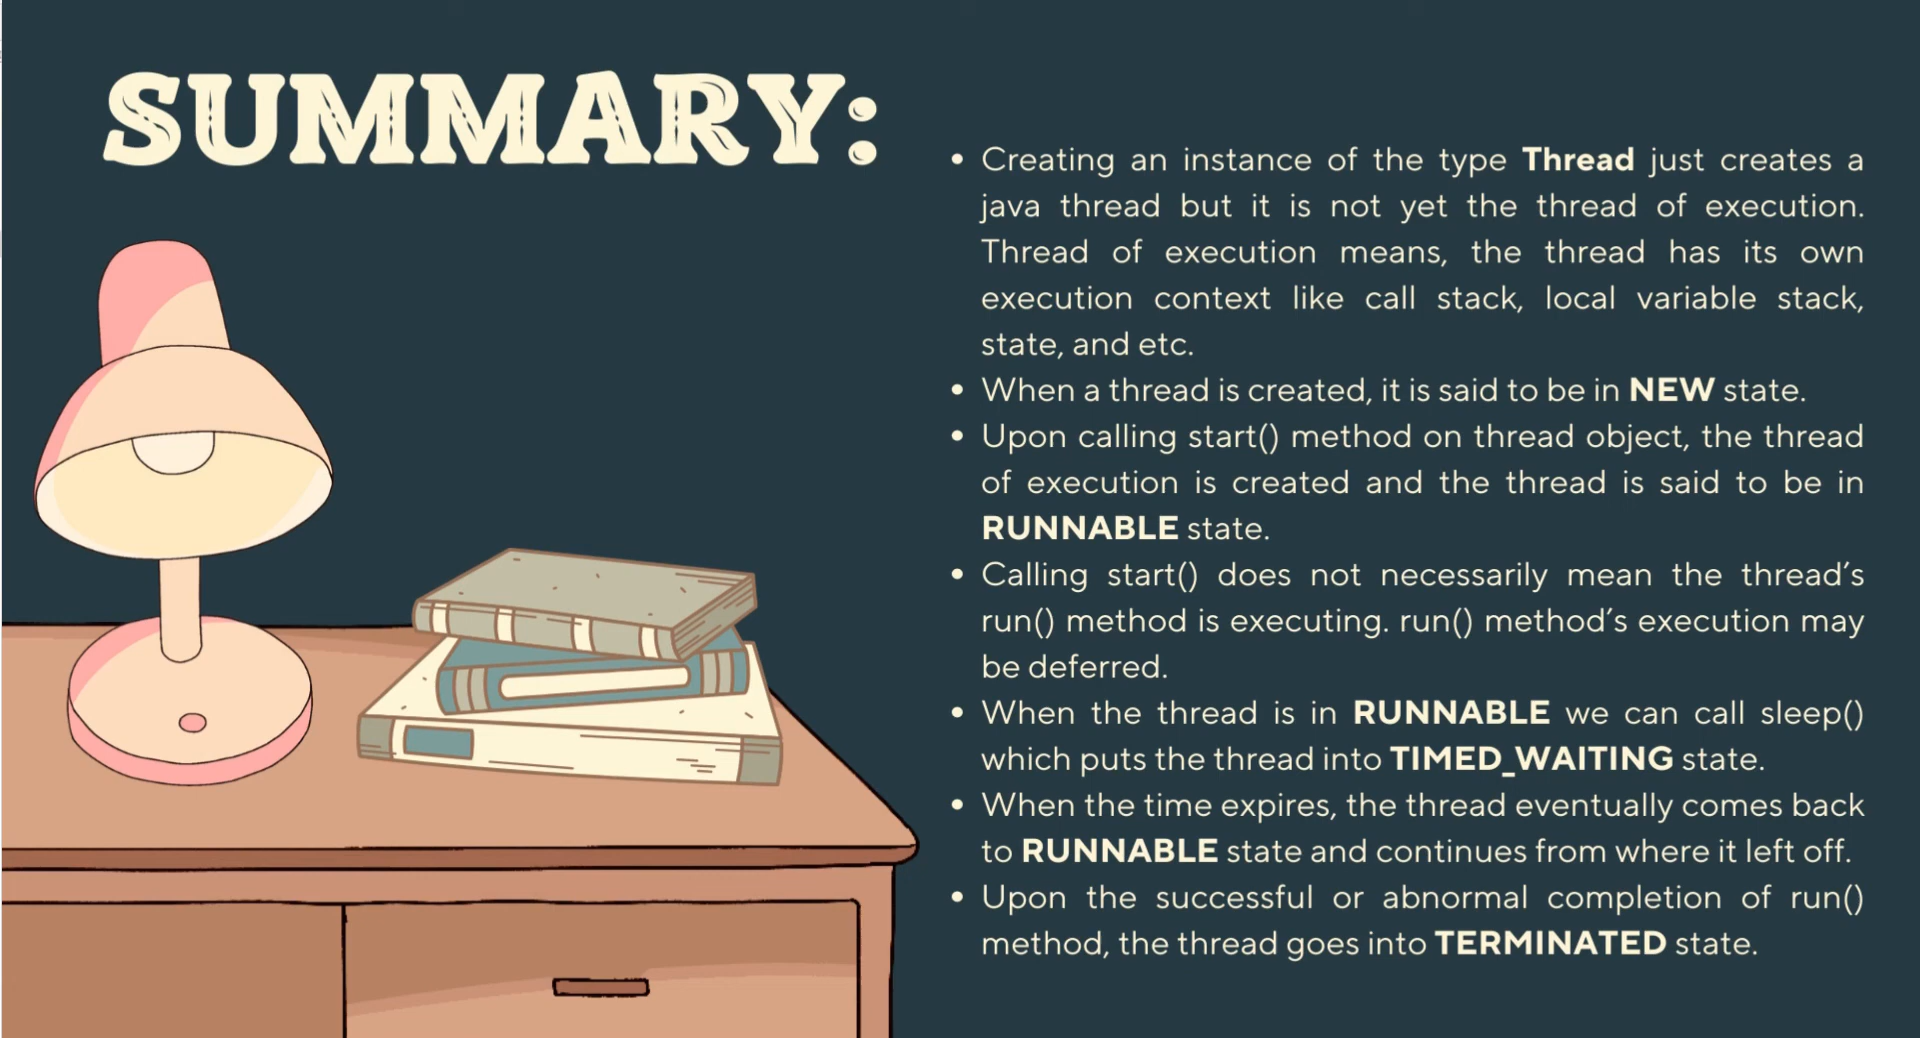 SUMMARY:
• Creating an instance of the type Thread just creates a
java thread but it is not yet the thread of execution.
Thread of execution means, the thread has its own
execution context like call stack, local variable stack,
state, and etc.
• When a thread is created, it is said to be in NEW state.
• Upon calling start() method on thread object, the thread
of execution is created and the thread is said to be in
RUNNABLE state.
• Calling start() does not necessarily mean the thread’s
run() method is executing. run() method’s execution may
be deferred.
• When the thread is in RUNNABLE we can call sleep()
which puts the thread into TIMED_WAITING state.
• When the time expires, the thread eventually comes back
to RUNNABLE state and continues from where it left off.
• Upon the successful or abnormal completion of run()
method, the thread goes into TERMINATED state.